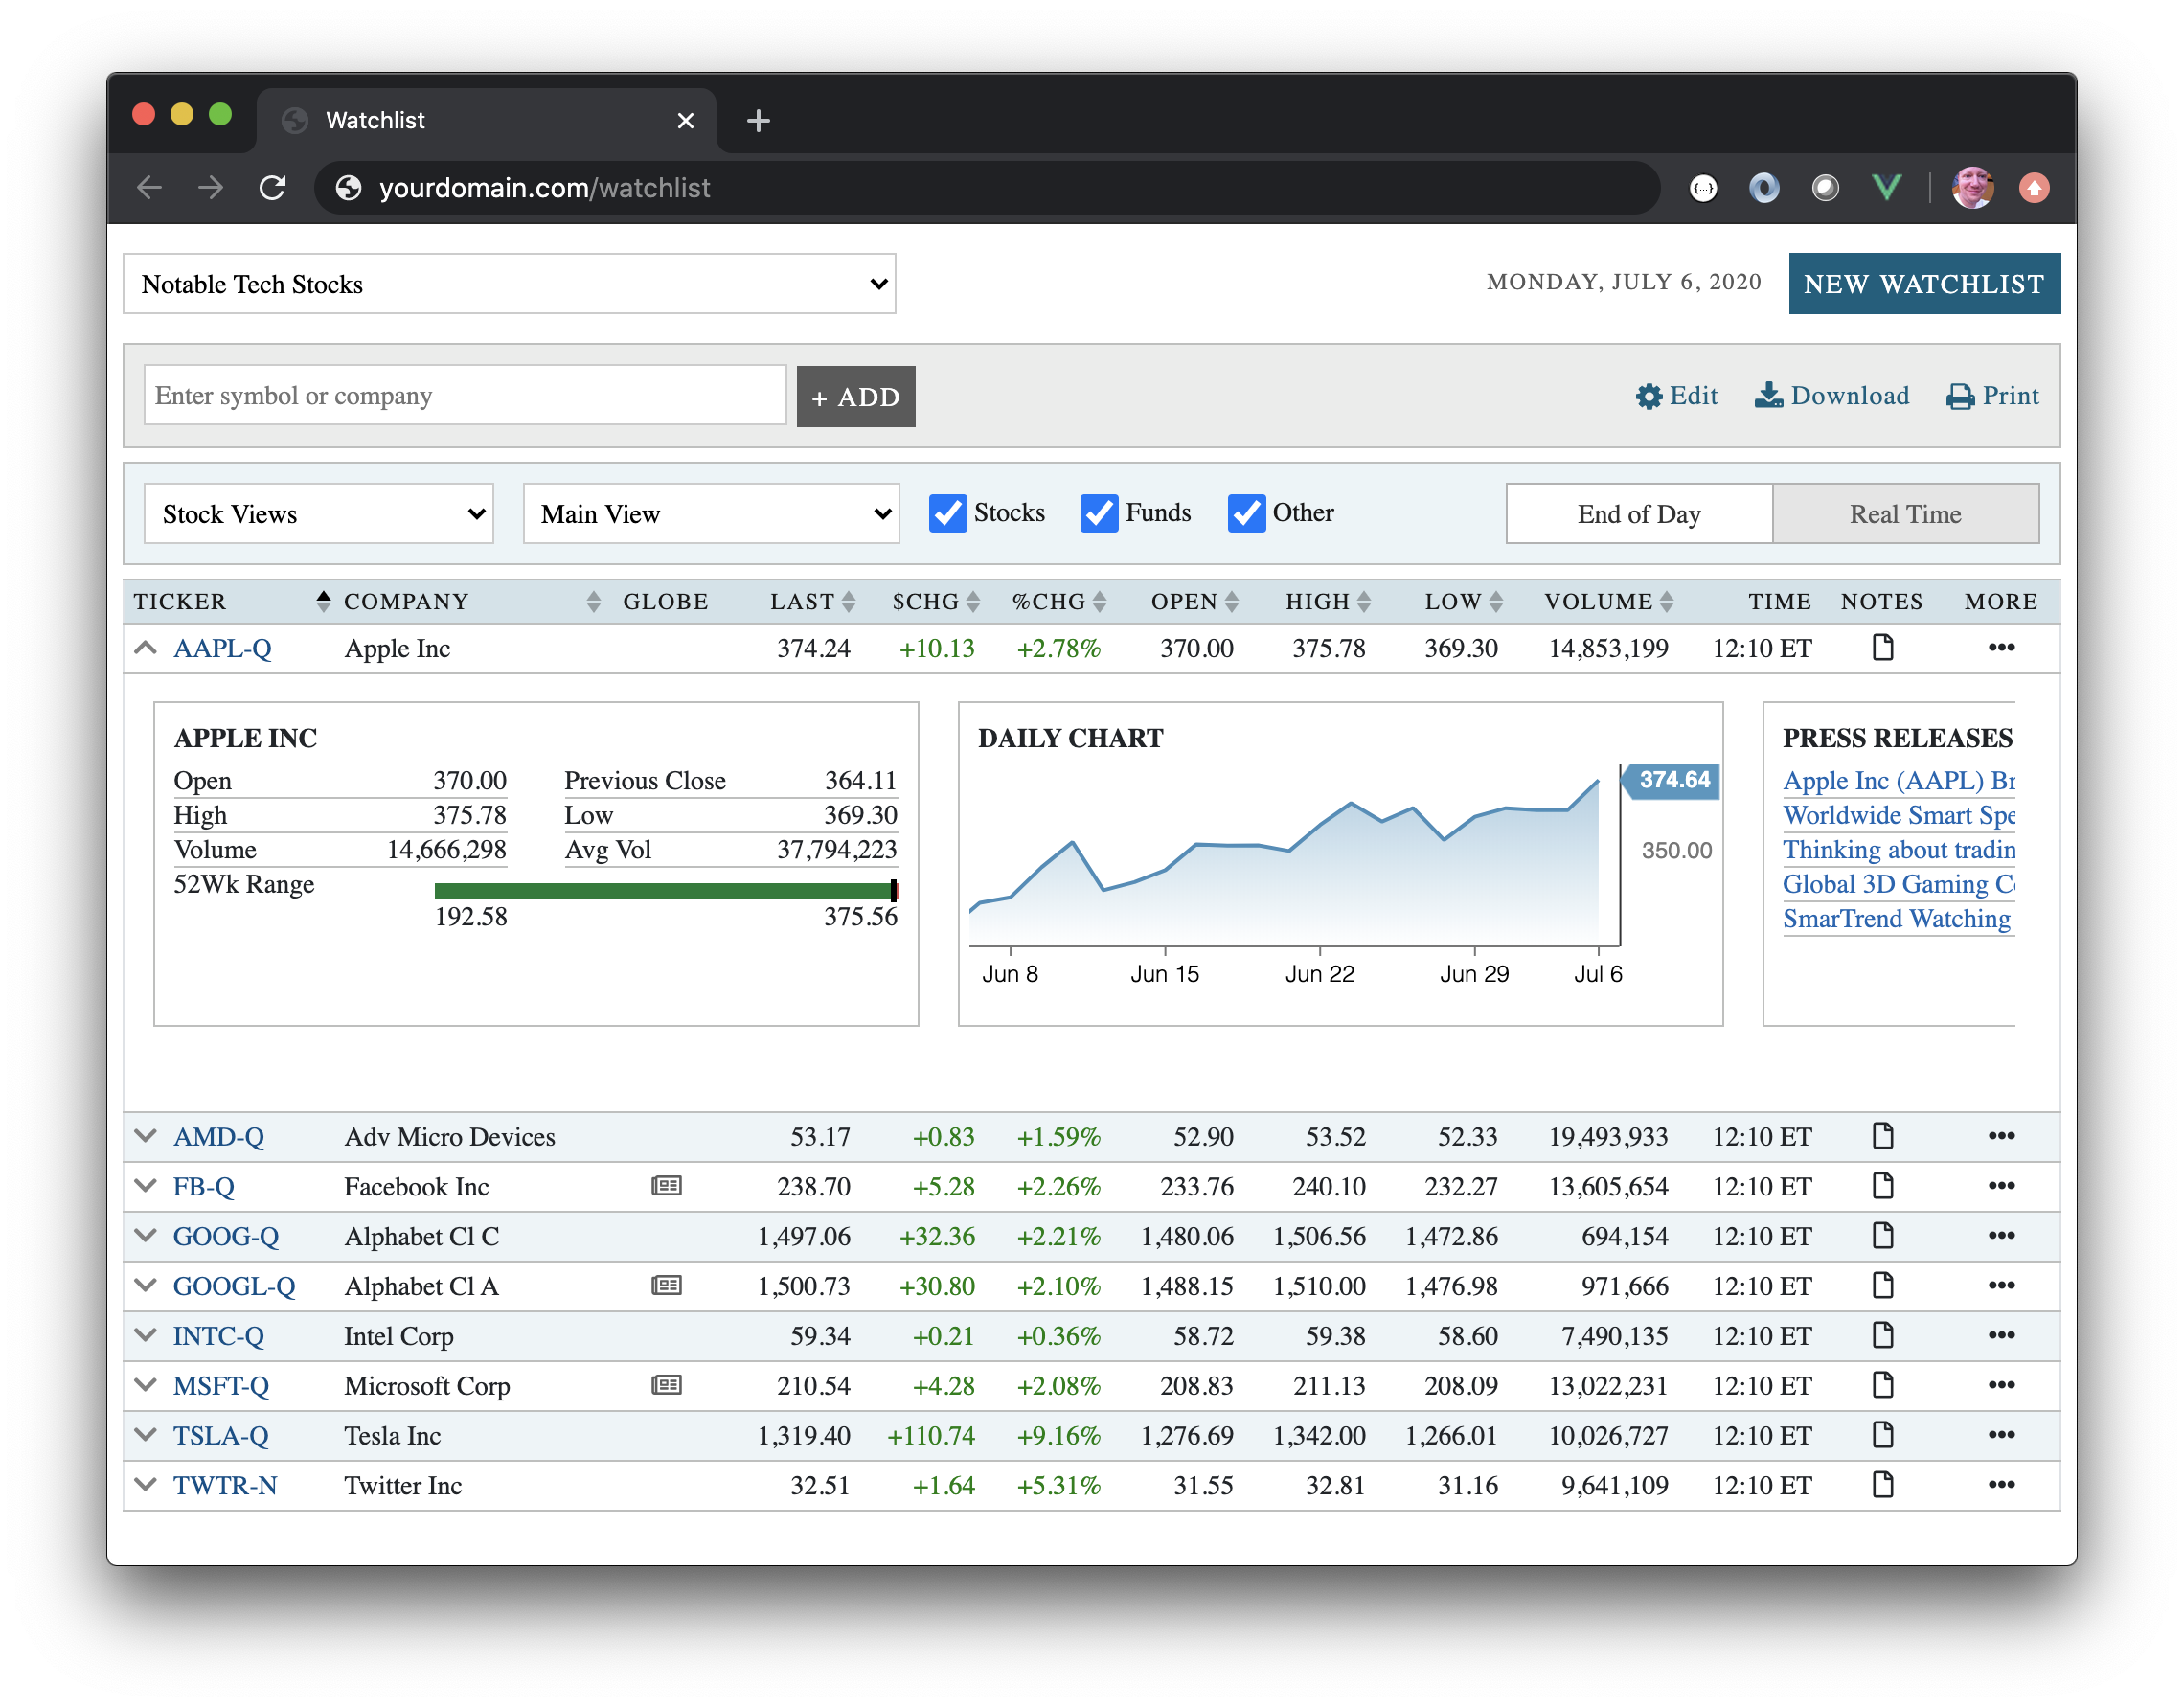 Watchlist
yourdomain.com/watchlist
Notable Tech Stocks MONDAY, JULY 6, 2020 NEW WATCHLIST
Enter symbol or company + ADD Edit Download Print
Stock Views Main View Stocks Funds Other End of Day Real Time
TICKER COMPANY GLOBE LAST $CHG %CHG OPEN HIGH LOW VOLUME TIME NOTES MORE
AAPL-Q Apple Inc 374.24 +10.13 +2.78% 370.00 375.78 369.30 14,853,199 12:10 ET
APPLE INC
Open 370.00 Previous Close 364.11
High 375.78 Low 369.30
Volume 14,666,298 Avg Vol 37,794,223
52Wk Range
192.58 375.56
DAILY CHART
374.64
350.00
Jun 8 Jun 15 Jun 22 Jun 29 Jul 6
PRESS RELEASES
Apple Inc (AAPL) Br
Worldwide Smart Spe
Thinking about tradin
Global 3D Gaming Co
SmarTrend Watching
AMD-Q Adv Micro Devices 53.17 +0.83 +1.59% 52.90 53.52 52.33 19,493,933 12:10 ET
FB-Q Facebook Inc 238.70 +5.28 +2.26% 233.76 240.10 232.27 13,605,654 12:10 ET
GOOG-Q Alphabet Cl C 1,497.06 +32.36 +2.21% 1,480.06 1,506.56 1,472.86 694,154 12:10 ET
GOOGL-Q Alphabet Cl A 1,500.73 +30.80 +2.10% 1,488.15 1,510.00 1,476.98 971,666 12:10 ET
INTC-Q Intel Corp 59.34 +0.21 +0.36% 58.72 59.38 58.60 7,490,135 12:10 ET
MSFT-Q Microsoft Corp 210.54 +4.28 +2.08% 208.83 211.13 208.09 13,022,231 12:10 ET
TSLA-Q Tesla Inc 1,319.40 +110.74 +9.16% 1,276.69 1,342.00 1,266.01 10,026,727 12:10 ET
TWTR-N Twitter Inc 32.51 +1.64 +5.31% 31.55 32.81 31.16 9,641,109 12:10 ET